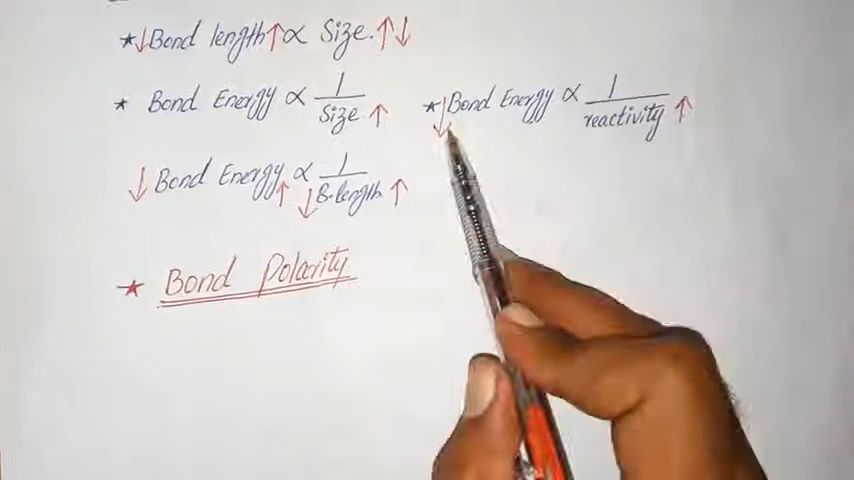 * ↓Bond length↑ ∝ Size.↑↓
* Bond Energy ∝ 1/Size ↑
* ↓Bond Energy ∝ 1/reactivity ↑
↓ Bond Energy↑ ∝ 1/↓B.length ↑
* Bond Polarity